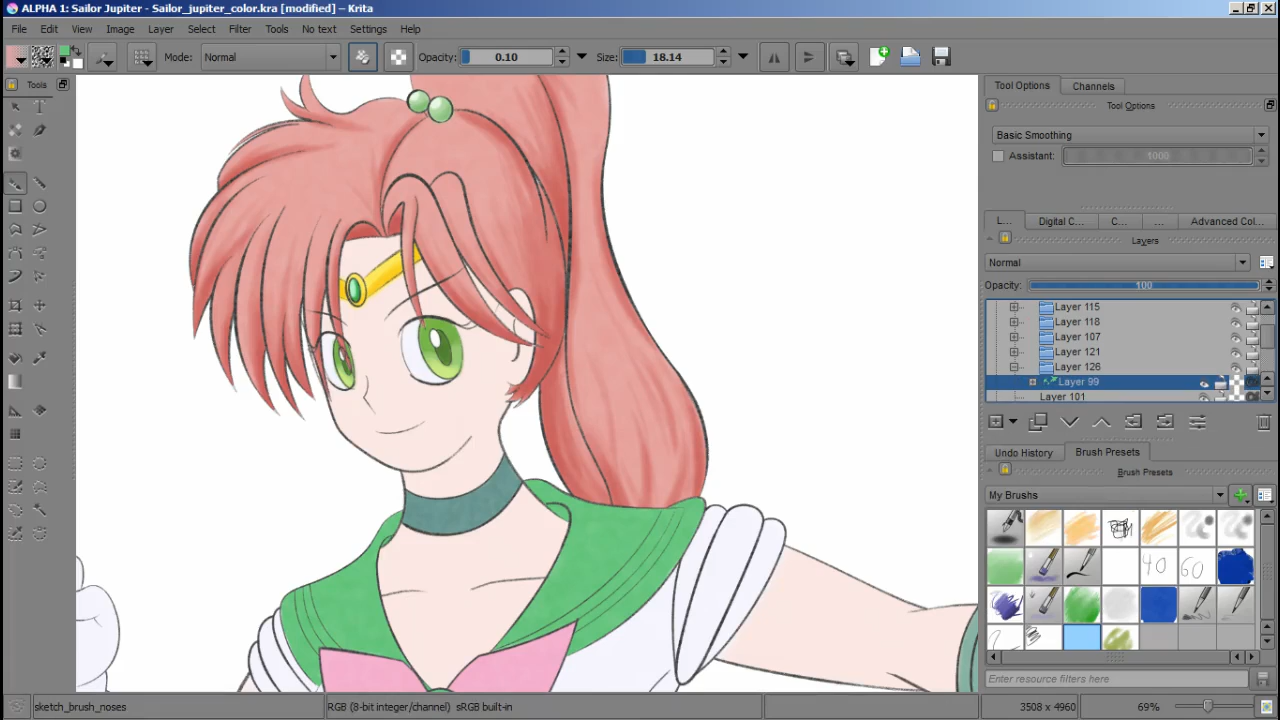 ALPHA 1: Sailor Jupiter - Sailor_jupiter_color.kra [modified] – Krita
File Edit View Image Layer Select Filter Tools No text Settings Help
Mode: Normal Opacity: 0.10 Size: 18.14
Tools
Tool Options Channels
Tool Options
Basic Smoothing
Assistant: 1000
L... Digital C... C... ... Advanced Col...
Layers
Normal
Opacity: 100
Layer 115
Layer 118
Layer 107
Layer 121
Layer 126
Layer 99
Layer 101
Undo History Brush Presets
Brush Presets
My Brushes
40 60
Enter resource filters here
sketch_brush_noses RGB (8-bit integer/channel) sRGB built-in 3508 x 4960 69%